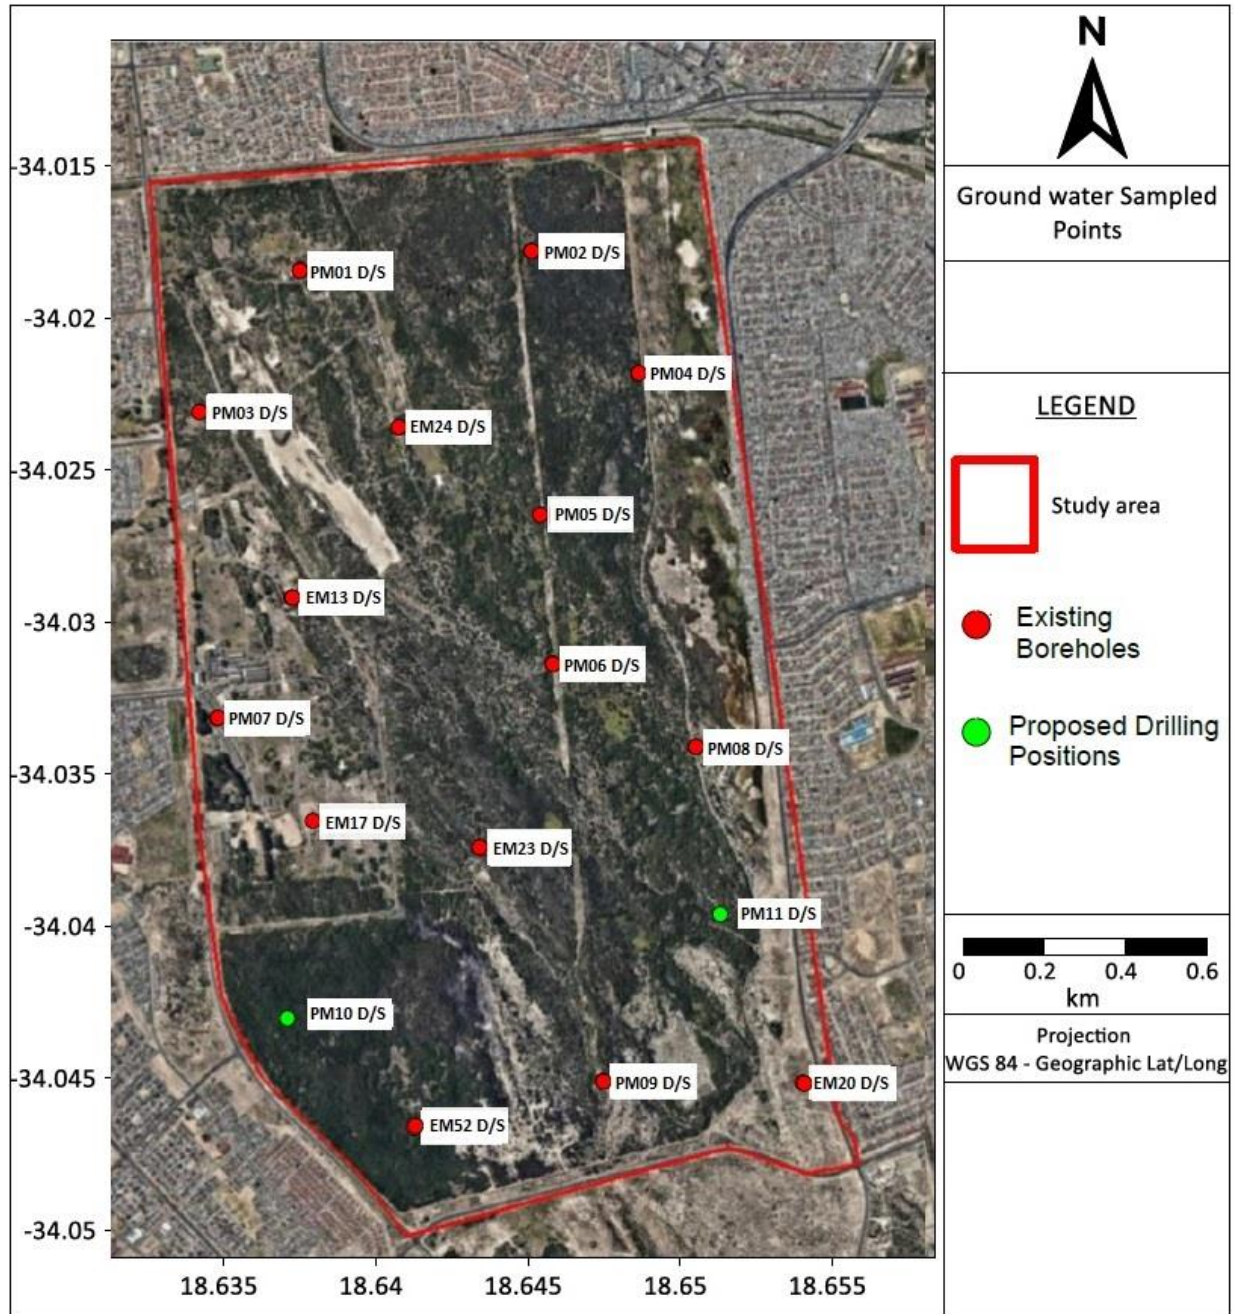 N
Ground water Sampled
Points
LEGEND
Study area
Existing
Boreholes
Proposed Drilling
Positions
0 0.2 0.4 0.6
km
Projection
WGS 84 - Geographic Lat/Long
-34.015
-34.02
-34.025
-34.03
-34.035
-34.04
-34.045
-34.05
18.635 18.64 18.645 18.65 18.655
PM02 D/S
PM01 D/S
PM04 D/S
PM03 D/S
EM24 D/S
PM05 D/S
EM13 D/S
PM06 D/S
PM07 D/S
PM08 D/S
EM17 D/S
EM23 D/S
PM11 D/S
PM10 D/S
PM09 D/S
EM20 D/S
EM52 D/S